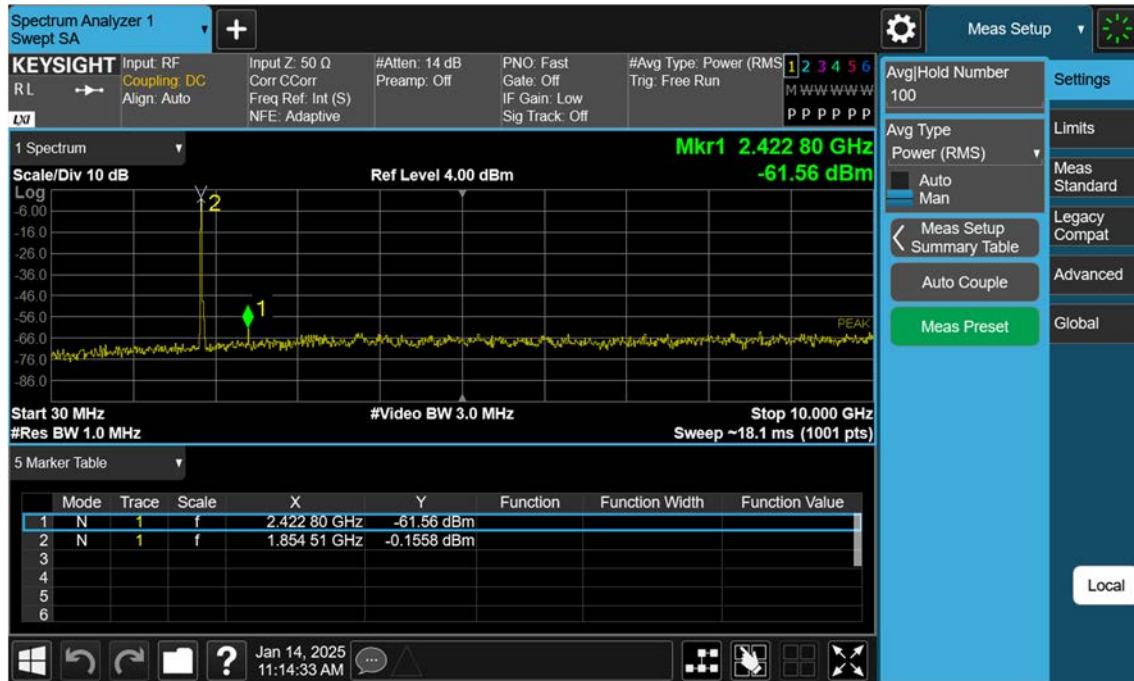 Spectrum Analyzer 1
Swept SA
+
Meas Setup
KEYSIGHT
RL
LXI
Input: RF
Coupling: DC
Align: Auto
Input Z: 50 Ω
Corr CCorr
Freq Ref: Int (S)
NFE: Adaptive
#Atten: 14 dB
Preamp: Off
PNO: Fast
Gate: Off
IF Gain: Low
Sig Track: Off
#Avg Type: Power (RMS
Trig: Free Run
1 2 3 4 5 6
M W W W W W
P P P P P P
1 Spectrum
Mkr1 2.422 80 GHz
Scale/Div 10 dB
Ref Level 4.00 dBm
-61.56 dBm
Log
-6.00
-16.0
-26.0
-36.0
-46.0
-56.0
-66.0
-76.0
-86.0
2
1
PEAK
Start 30 MHz
#Video BW 3.0 MHz
Stop 10.000 GHz
#Res BW 1.0 MHz
Sweep ~18.1 ms (1001 pts)
5 Marker Table
Mode Trace Scale X Y Function Function Width Function Value
1 N 1 f 2.422 80 GHz -61.56 dBm
2 N 1 f 1.854 51 GHz -0.1558 dBm
3
4
5
6
?
Jan 14, 2025
11:14:33 AM
Avg|Hold Number
100
Avg Type
Power (RMS)
Auto
Man
Meas Setup
Summary Table
Auto Couple
Meas Preset
Settings
Limits
Meas
Standard
Legacy
Compat
Advanced
Global
Local